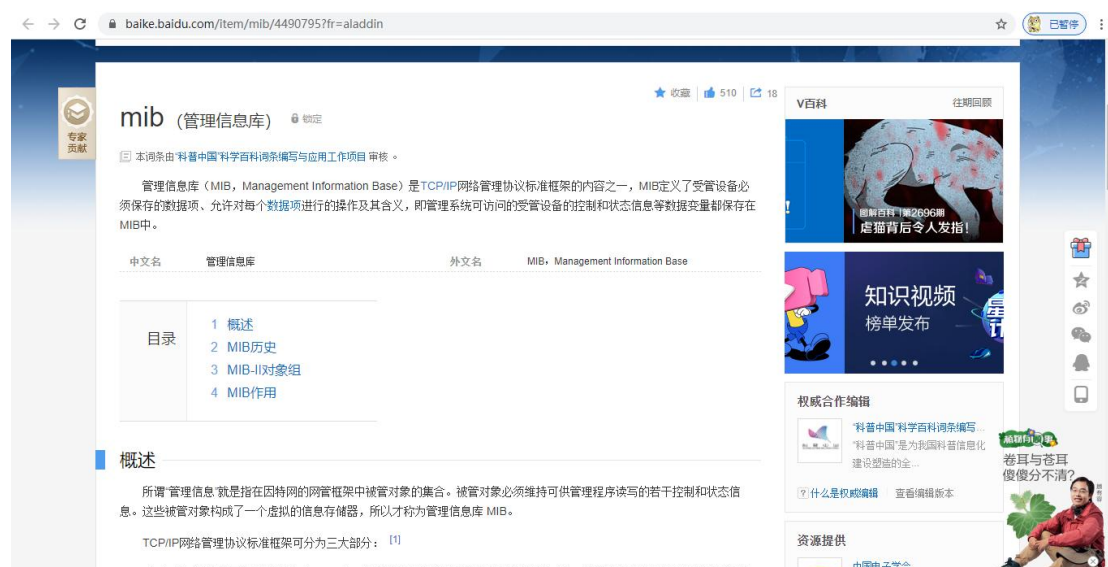 baike.baidu.com/item/mib/4490795?fr=aladdin
已暂停
专家
贡献
收藏 510 18
mib (管理信息库) 锁定
本词条由“科普中国”科学百科词条编写与应用工作项目 审核 。
管理信息库（MIB，Management Information Base）是TCP/IP网络管理协议标准框架的内容之一，MIB定义了受管设备必
须保存的数据项、允许对每个数据项进行的操作及其含义，即管理系统可访问的受管设备的控制和状态信息等数据变量都保存在
MIB中。
中文名 管理信息库 外文名 MIB，Management Information Base
目录
1 概述
2 MIB历史
3 MIB-II对象组
4 MIB作用
概述
所谓“管理信息”就是指在因特网的网管框架中被管对象的集合。被管对象必须维持可供管理程序读写的若干控制和状态信
息。这些被管对象构成了一个虚拟的信息存储器，所以才称为管理信息库 MIB。
TCP/IP网络管理协议标准框架可分为三大部分： [1]
V百科 往期回顾
图解百科 | 第2696期
虐猫背后令人发指!
知识视频
榜单发布
权威合作编辑
“科普中国”科学百科词条编写...
“科普中国”是为我国科普信息化
建设塑造的全...
什么是权威编辑 查看编辑版本
资源提供
中国电子学会
植物有

卷耳与苍耳
傻傻分不清?